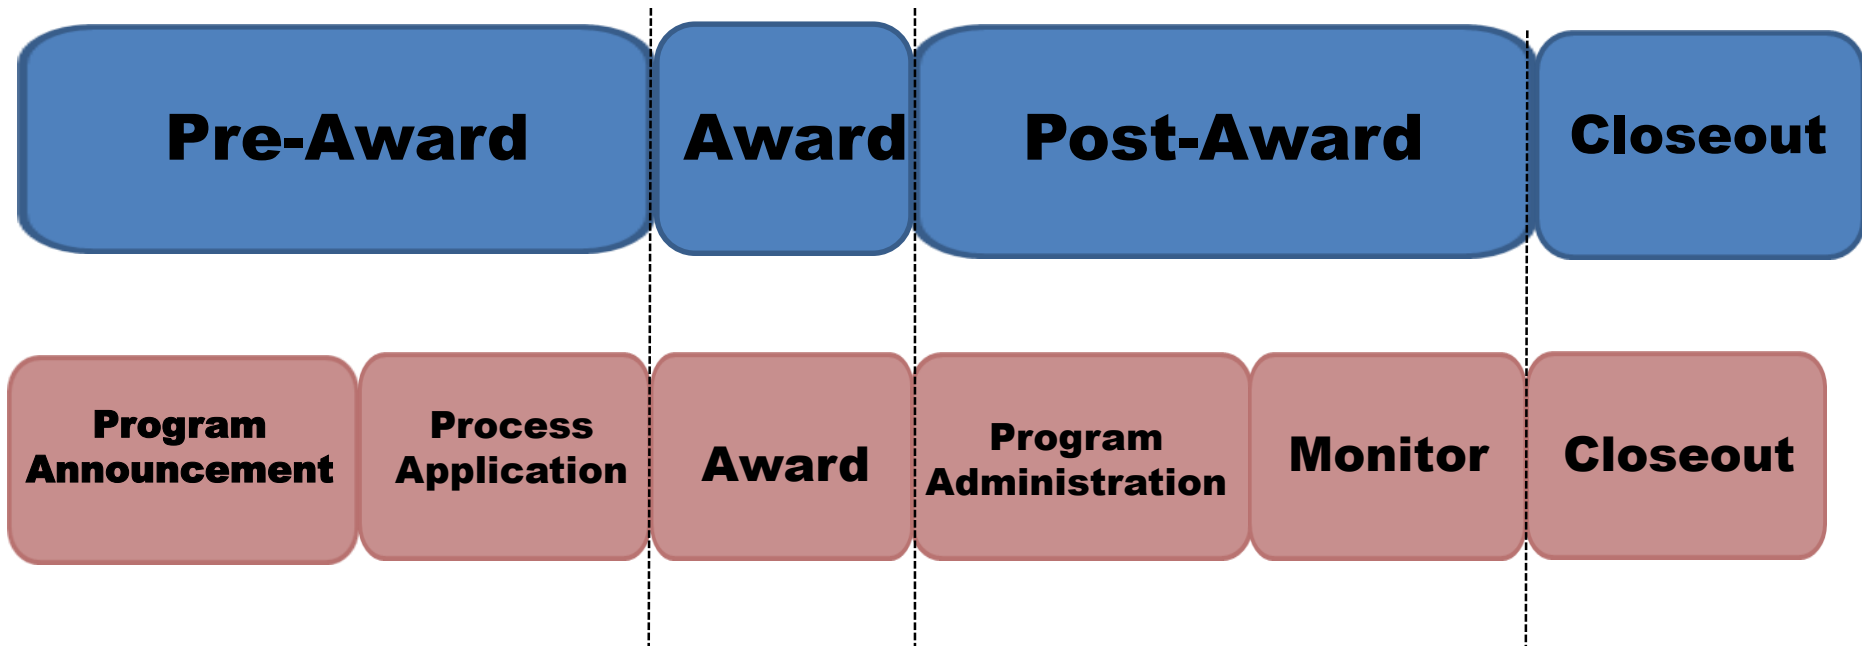 Pre-Award
Award
Post-Award
Closeout
Program
Announcement
Process
Application
Award
Program
Administration
Monitor
Closeout